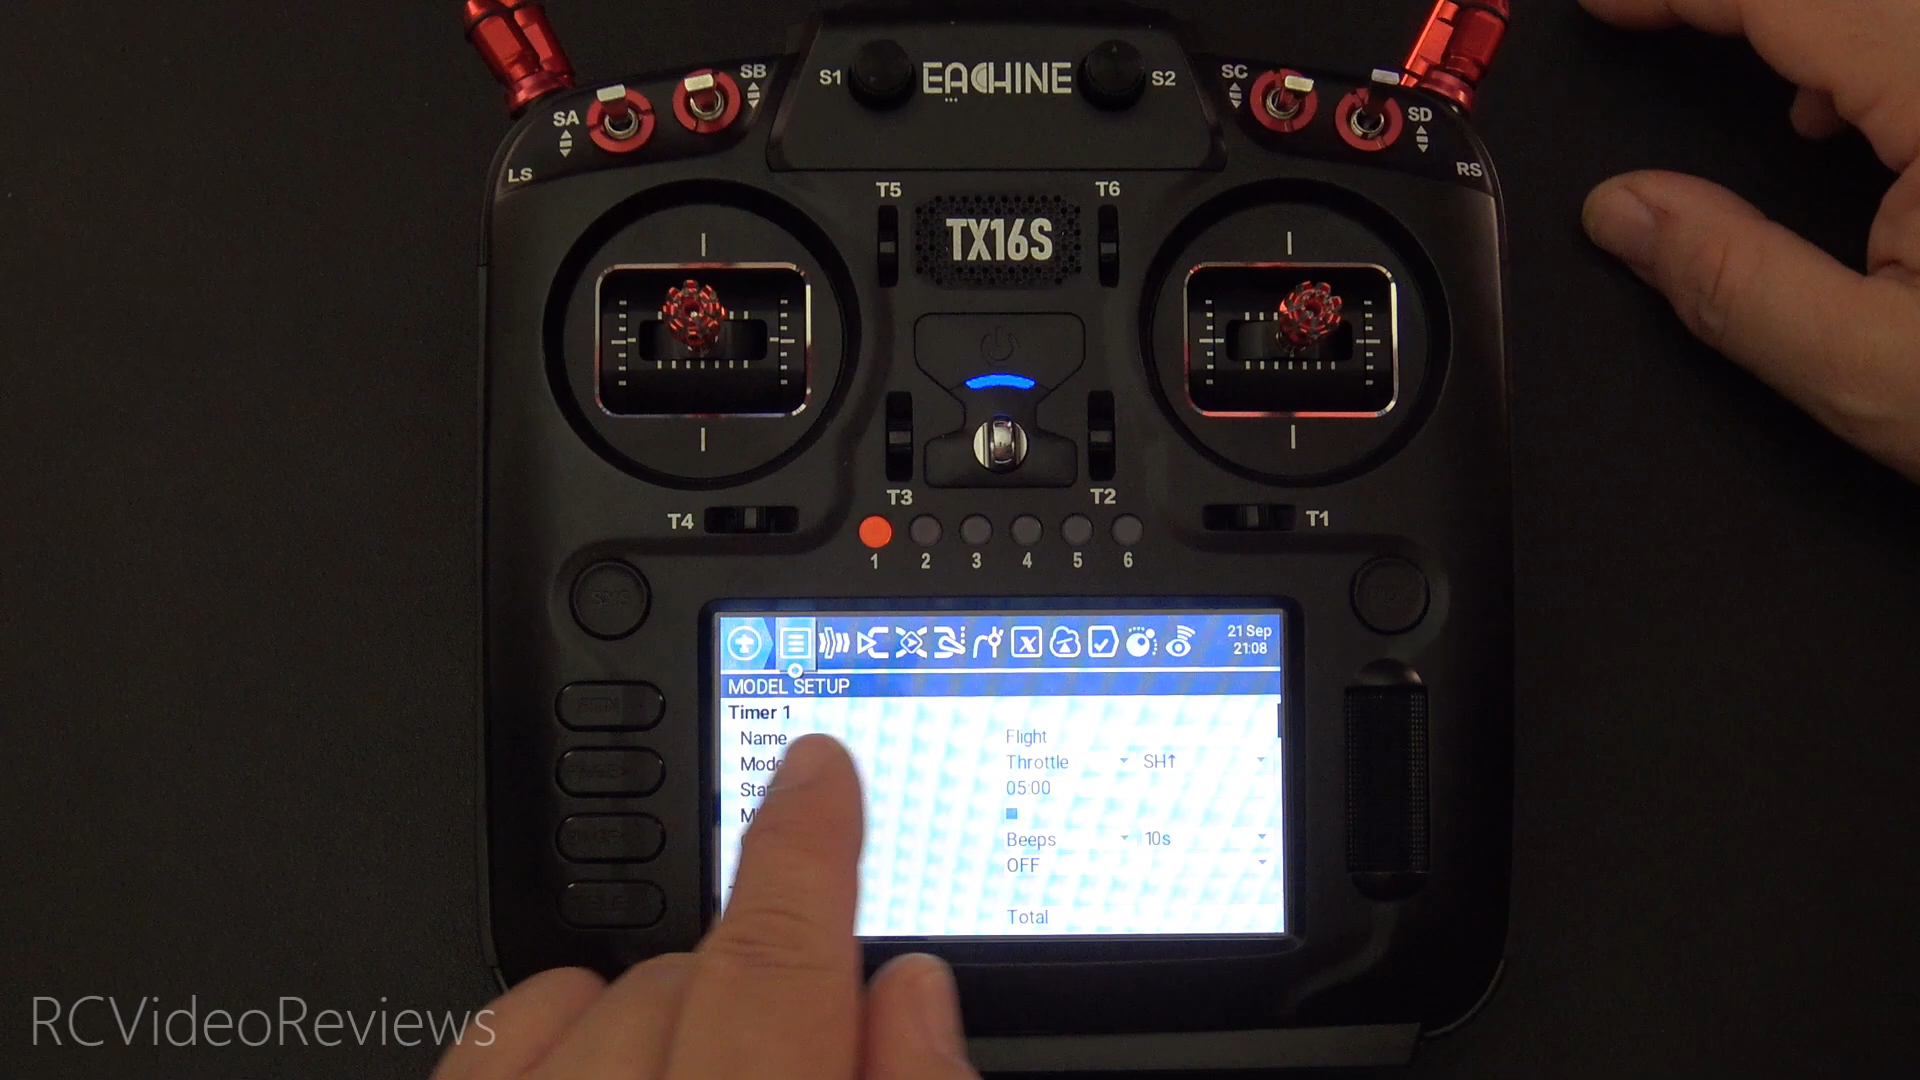 SA
SB
S1
EACHINE
S2
SC
SD
LS
RS
T5
T6
TX16S
T3
T2
T4
T1
1 2 3 4 5 6
21 Sep
21:08
MODEL SETUP
Timer 1
Name Flight
Throttle SH↑
05:00
Beeps 10s
OFF
Total
RCVideoReviews